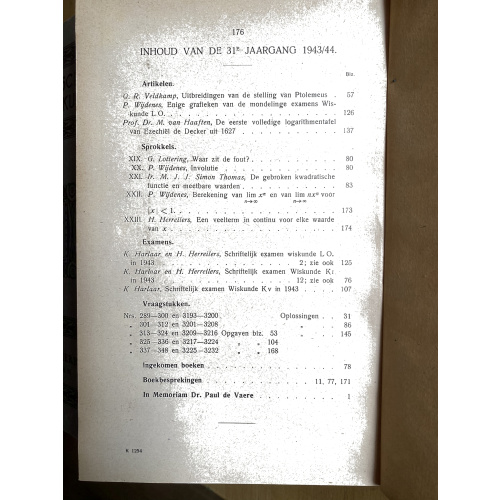 176
INHOUD VAN DE 31e JAARGANG 1943/44.
Blz.
Artikelen.
G. R. Veldkamp, Uitbreidingen van de stelling van Ptolemeus . 57
P. Wijdenes, Enige grafieken van de mondelinge examens Wis-
kunde L.O. . . . . . . . . . . . . . . . 126
Prof. Dr. M. van Haaften, De eerste volledige logarithmentafel
van Ezechiël de Decker uit 1627 . . . . . . . . . . 137
Sprokkels.
XIX. G. Lottering, Waar zit de fout? . . . . . . . . . 80
XX. P. Wijdenes, Involutie . . . . . . . . . . . 80
XXI. Ir. M. J. J. Simon Thomas, De gebroken kwadratische
functie en meetbare waarden . . . . . . . . . . 83
XXII. P. Wijdenes, Berekening van lim xⁿ en van lim nxⁿ voor
n→∞ n→∞
|x| < 1. . . . . . . . . . . . . . . . 173
XXIII. H. Herreilers, Een veelterm in continu voor elke waarde
van x . . . . . . . . . . . . . . . . 174
Examens.
K. Harlaar, en H. Herreilers, Schriftelijk examen wiskunde L.O.
in 1943 . . . . . . . . . . . . 2; zie ook 125
K. Harlaar en H. Herreilers, Schriftelijk examen Wiskunde K I
in 1943 . . . . . . . . . . . . 12; zie ook 76
K. Harlaar, Schriftelijk examen Wiskunde K V in 1943 . . . . 107
Vraagstukken.
Nrs. 289—300 en 3193—3200 Oplossingen . . 31
„ 301—312 en 3201—3208 „ . . 86
„ 313—324 en 3209—3216 Opgaven blz. 53 „ . . 145
„ 325—336 en 3217—3224 „ „ 104
„ 337—348 en 3225—3232 „ „ 168
Ingekomen boeken . . . . . . . . . . . . . 78
Boekbesprekingen . . . . . . . . . . 11, 77, 171
In Memoriam Dr. Paul de Vaere . . . . . . . . . 1
K 1294